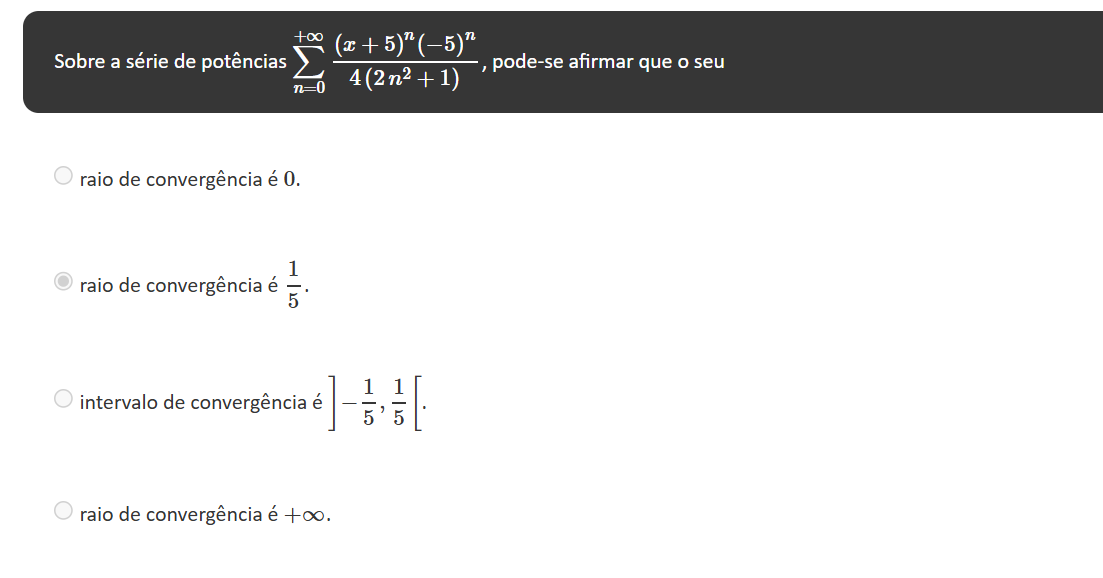 Sobre a série de potências $\sum_{n=0}^{+\infty} \frac{(x+5)^n(-5)^n}{4(2n^2+1)}$, pode-se afirmar que o seu
raio de convergência é 0.
raio de convergência é $\frac{1}{5}$.
intervalo de convergência é $\left]-\frac{1}{5}, \frac{1}{5}\right[$.
raio de convergência é $+\infty$.